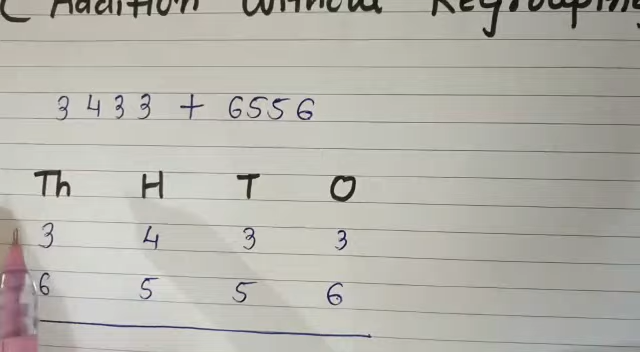 ( Addition Without Regrouping
3433 + 6556
Th H T O
3 4 3 3
6 5 5 6